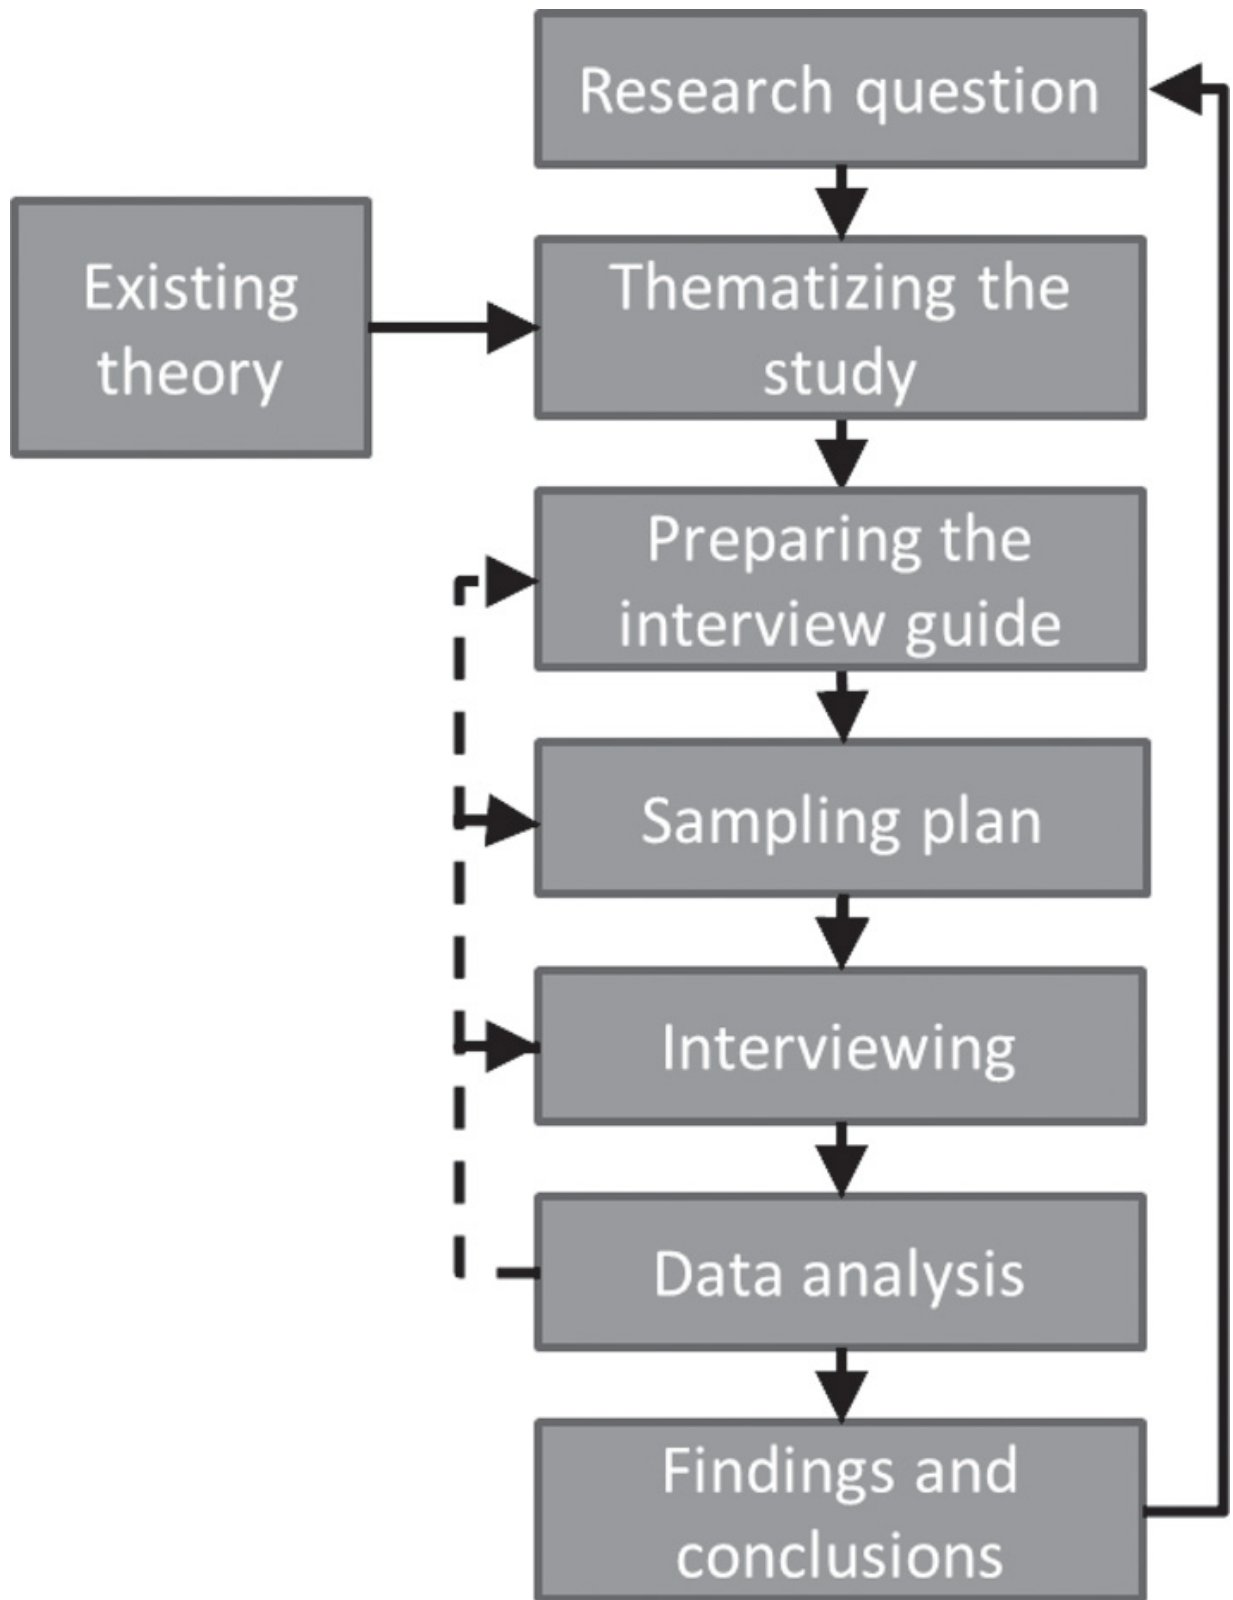 Research question
Existing
theory
Thematizing the
study
Preparing the
interview guide
Sampling plan
Interviewing
Data analysis
Findings and
conclusions